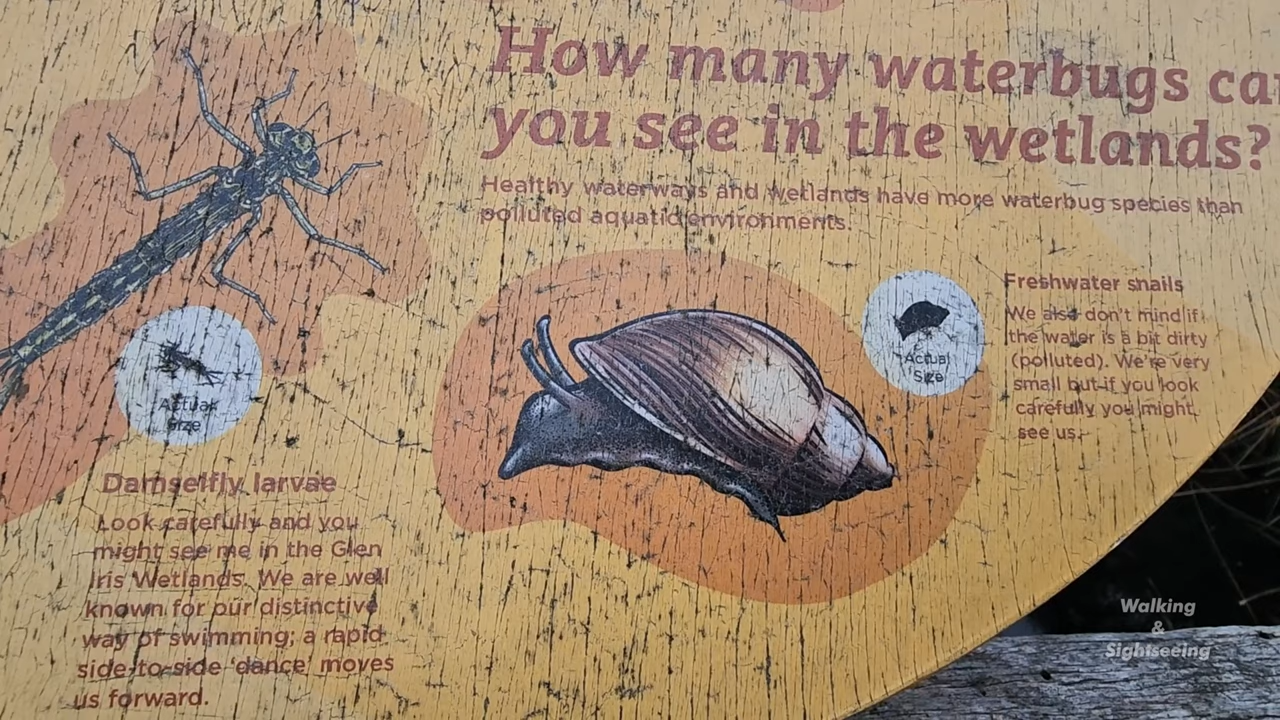 How many waterbugs ca
you see in the wetlands?
Healthy waterways and wetlands have more waterbug species than
polluted aquatic environments.
Freshwater snails
We also don't mind if
the water is a bit dirty
(polluted). We're very
small but if you look
carefully you might
see us.
Actual
Size
Actual
Size
Damselfly larvae
Look carefully and you
might see me in the Glen
Iris Wetlands. We are well
known for our distinctive
way of swimming; a rapid
side-to-side 'dance' moves
us forward.
Walking
&
Sightseeing